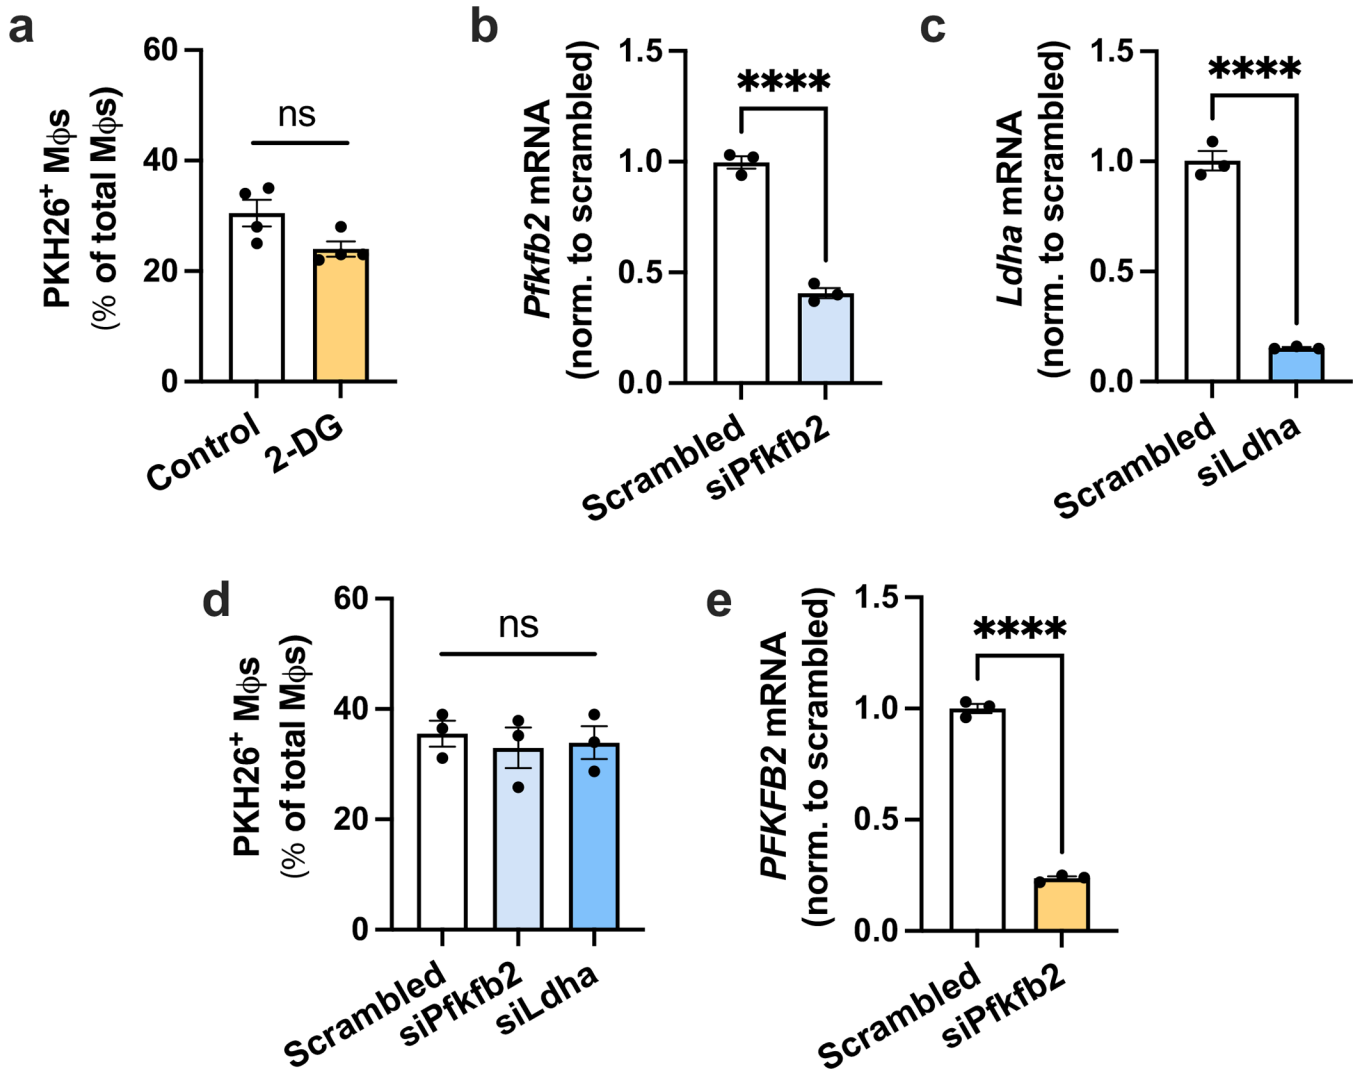 a
PKH26⁺ Mϕs
(% of total Mϕs)
60
40
20
0
ns
Control
2-DG
b
Pfkfb2 mRNA
(norm. to scrambled)
1.5
1.0
0.5
0.0
****
Scrambled
siPfkfb2
c
Ldha mRNA
(norm. to scrambled)
1.5
1.0
0.5
0.0
****
Scrambled
siLdha
d
PKH26⁺ Mϕs
(% of total Mϕs)
60
40
20
0
ns
Scrambled
siPfkfb2
siLdha
e
PFKFB2 mRNA
(norm. to scrambled)
1.5
1.0
0.5
0.0
****
Scrambled
siPfkfb2